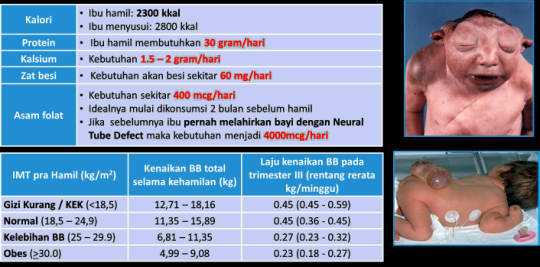 Kalori
• Ibu hamil: 2300 kkal
• Ibu menyusui: 2800 kkal
Protein
• Ibu hamil membutuhkan 30 gram/hari
Kalsium
• Kebutuhan 1.5 – 2 gram/hari
Zat besi
• Kebutuhan akan besi sekitar 60 mg/hari
Asam folat
• Kebutuhan sekitar 400 mcg/hari
• Idealnya mulai dikonsumsi 2 bulan sebelum hamil
• Jika sebelumnya ibu pernah melahirkan bayi dengan Neural
Tube Defect maka kebutuhan menjadi 4000mcg/hari
IMT pra Hamil (kg/m²)
Kenaikan BB total
selama kehamilan (kg)
Laju kenaikan BB pada
trimester III (rentang rerata
kg/minggu)
Gizi Kurang / KEK (<18,5)
12,71 – 18,16
0.45 (0.45 - 0.59)
Normal (18,5 – 24,9)
11,35 – 15,89
0.45 (0.36 - 0.45)
Kelebihan BB (25 – 29.9)
6,81 – 11,35
0.27 (0.23 - 0.32)
Obes (≥30.0)
4,99 – 9,08
0.23 (0.18 - 0.27)